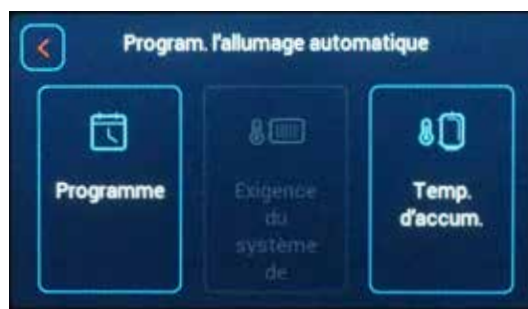 Program. l'allumage automatique
Programme
Exigence
du
système
de
Temp.
d'accum.